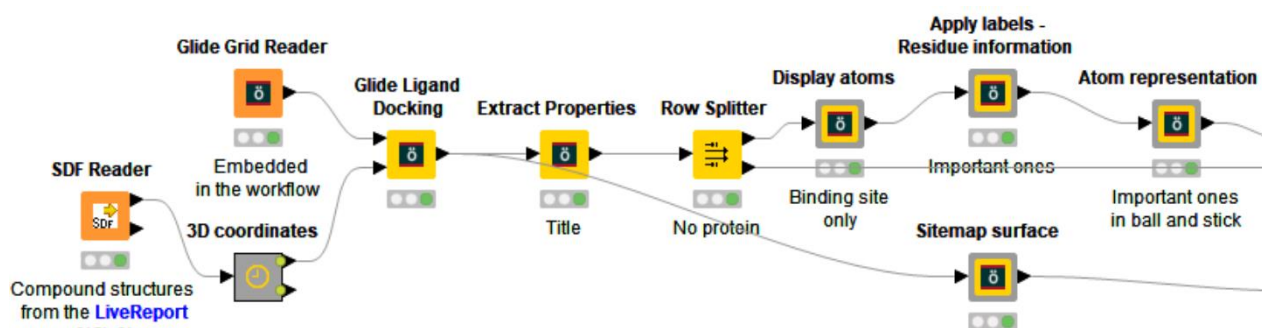 Apply labels -
Residue information
Glide Grid Reader
Glide Ligand
Docking
Extract Properties
Row Splitter
Display atoms
Atom representation
ö
ö
ö
ö
ö
ö
Embedded
in the workflow
Important ones
SDF Reader
SDF
3D coordinates
Title
No protein
Binding site
only
Important ones
in ball and stick
Sitemap surface
ö
Compound structures
from the LiveReport